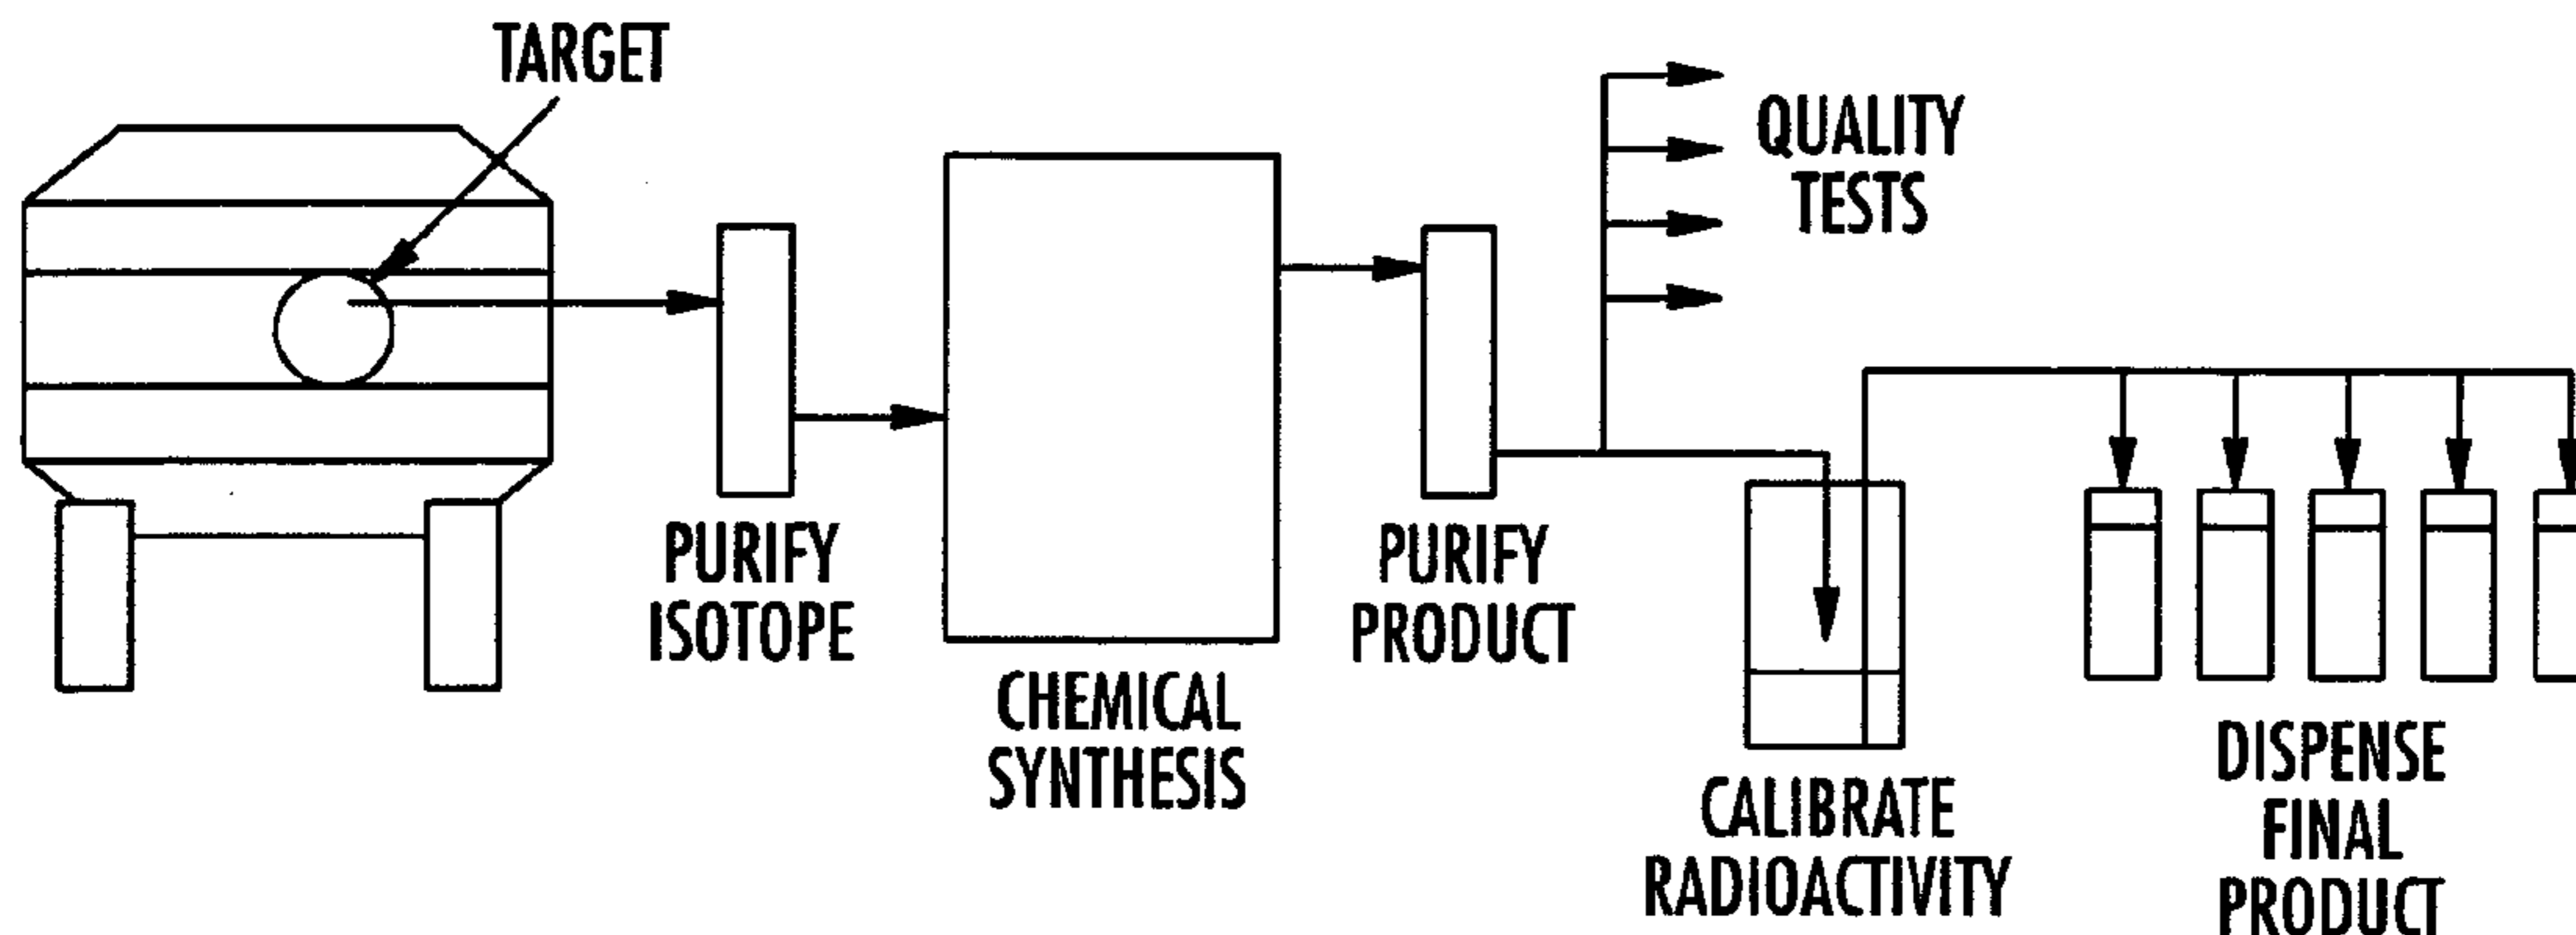 TARGET
QUALITY
TESTS
PURIFY
ISOTOPE
CHEMICAL
SYNTHESIS
PURIFY
PRODUCT
CALIBRATE
RADIOACTIVITY
DISPENSE
FINAL
PRODUCT